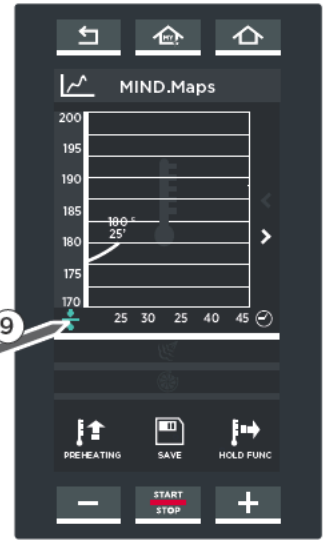 MY
MIND.Maps
200
195
190
185
180 °
25'
180
175
170
25 30 25 40 45
9
PREHEATING SAVE HOLD FUNC
START
STOP